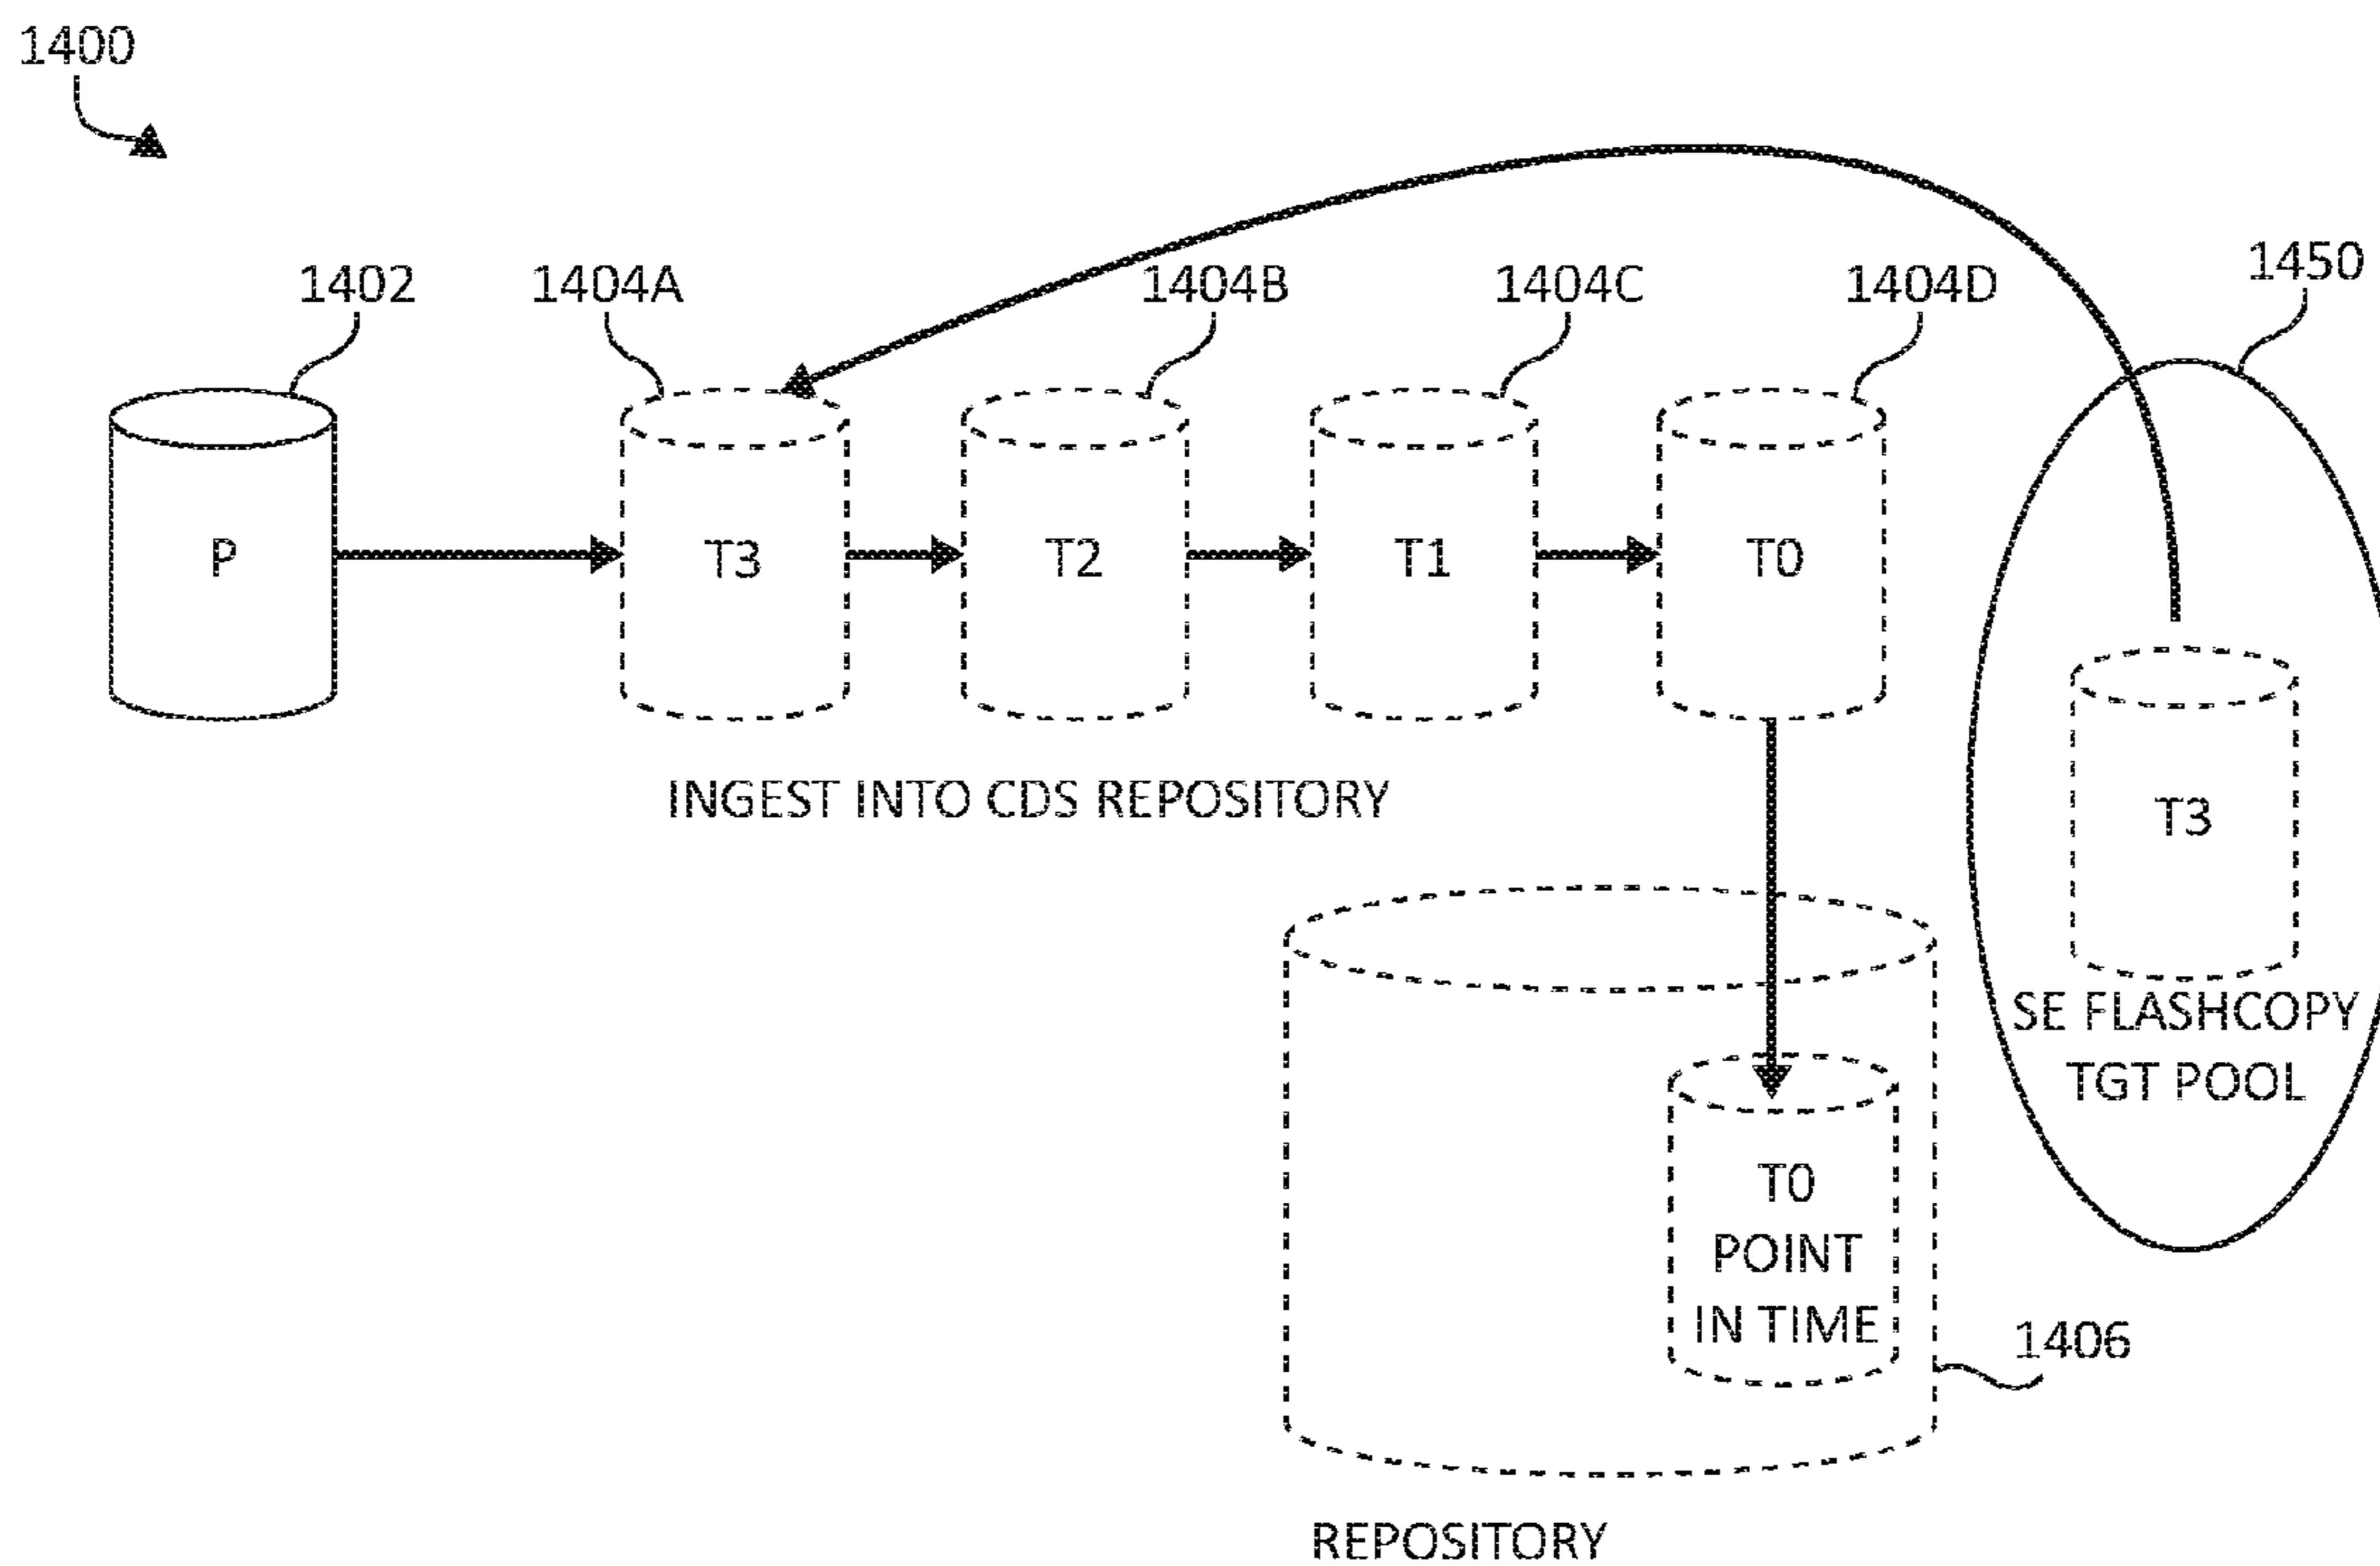 1400
1402
1404A
1404B
1404C
1404D
1450
P
T3
T2
T1
T0
INGEST INTO CDS REPOSITORY
T3
SE FLASHCOPY
TGT POOL
T0
POINT
IN TIME
1406
REPOSITORY